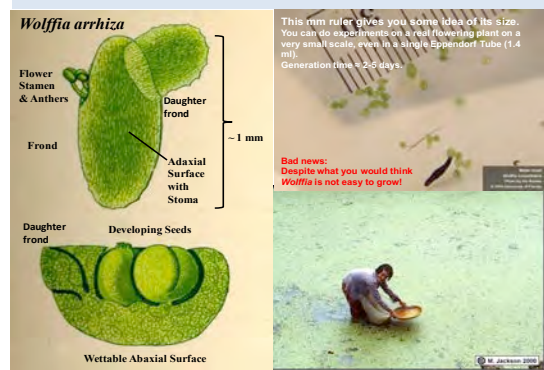 Wolffia arrhiza
Flower
Stamen
& Anthers
Daughter
frond
Frond
~ 1 mm
Adaxial
Surface
with
Stoma
Daughter
frond
Developing Seeds
Wettable Abaxial Surface
This mm ruler gives you some idea of its size.
You can do experiments on a real flowering plant on a
very small scale, even in a single Eppendorf Tube (1.4
ml).
Generation time = 2-5 days.
Bad news:
Despite what you would think
Wolffia is not easy to grow!
© M. Jackson 2000